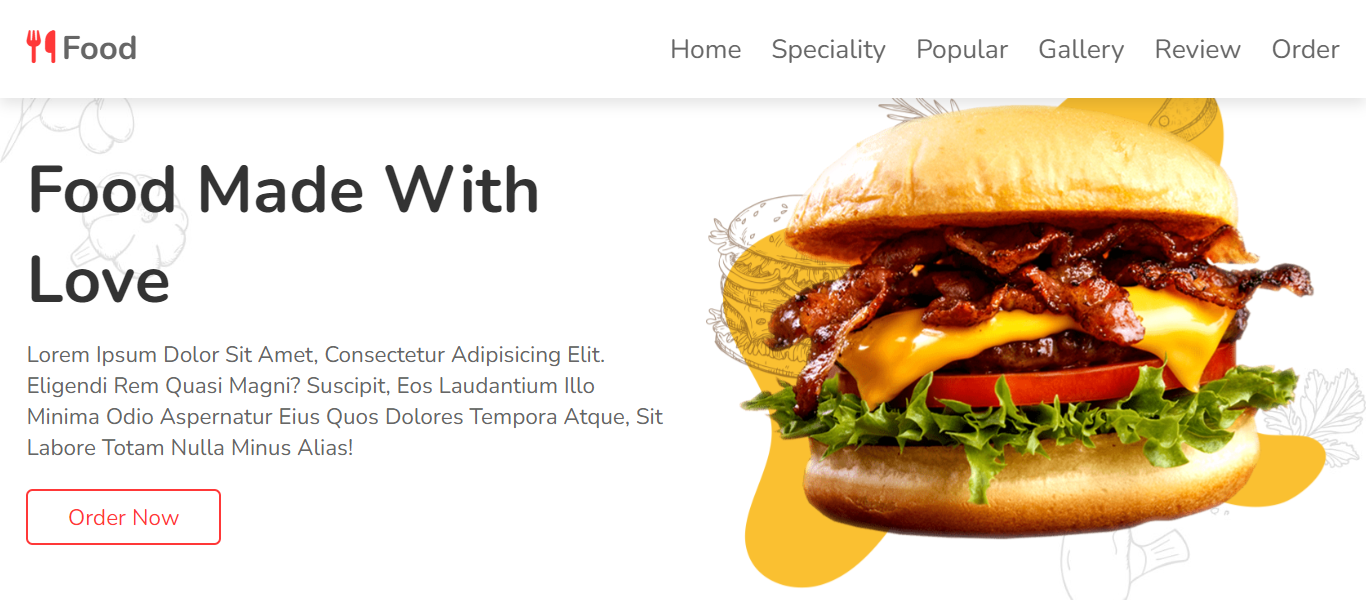 Food
Home Speciality Popular Gallery Review Order
Food Made With
Love
Lorem Ipsum Dolor Sit Amet, Consectetur Adipisicing Elit.
Eligendi Rem Quasi Magni? Suscipit, Eos Laudantium Illo
Minima Odio Aspernatur Eius Quos Dolores Tempora Atque, Sit
Labore Totam Nulla Minus Alias!
Order Now